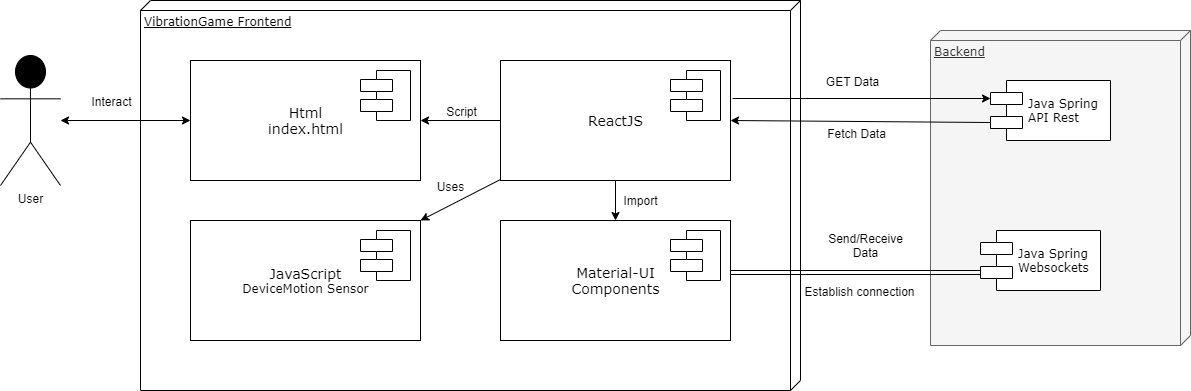 VibrationGame Frontend
Backend
Html
index.html
ReactJS
GET Data
Java Spring
API Rest
Interact
Script
Fetch Data
User
Uses
Import
JavaScript
DeviceMotion Sensor
Material-UI
Components
Send/Receive
Data
Java Spring
Websockets
Establish connection